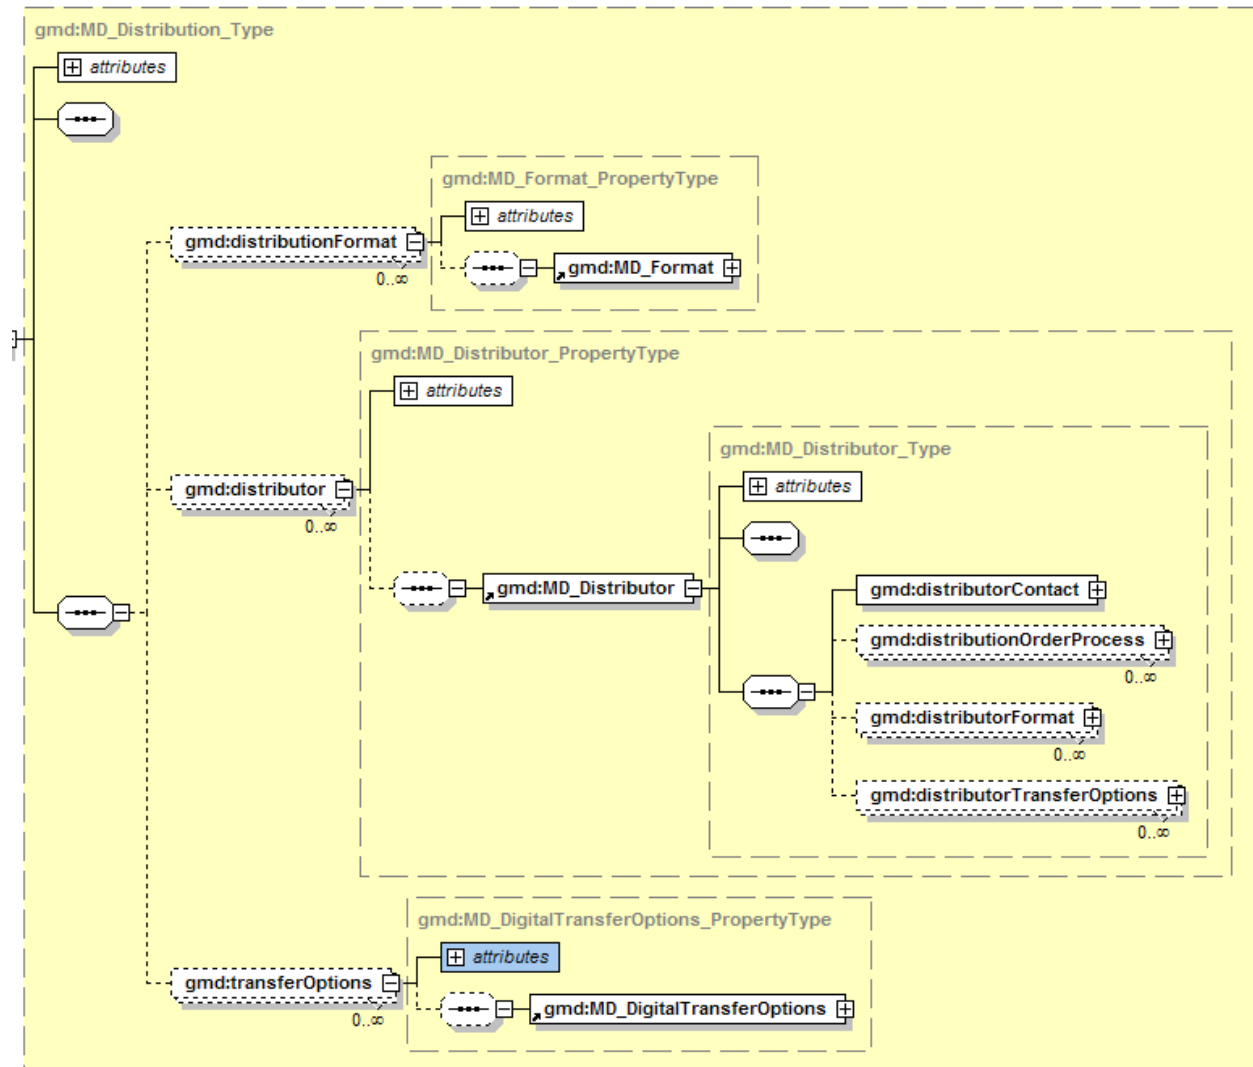 gmd:MD_Distribution_Type
attributes
gmd:MD_Format_PropertyType
attributes
gmd:distributionFormat
0..∞
gmd:MD_Format
gmd:MD_Distributor_PropertyType
attributes
gmd:MD_Distributor_Type
attributes
gmd:distributor
0..∞
gmd:MD_Distributor
gmd:distributorContact
gmd:distributionOrderProcess
0..∞
gmd:distributorFormat
0..∞
gmd:distributorTransferOptions
0..∞
gmd:MD_DigitalTransferOptions_PropertyType
attributes
gmd:transferOptions
0..∞
gmd:MD_DigitalTransferOptions